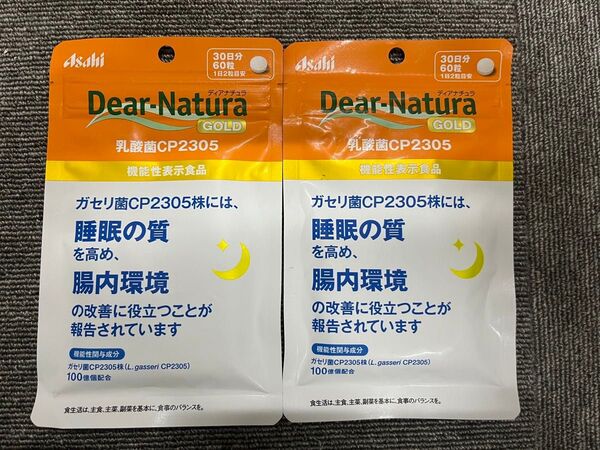 Asahi
30日分
60粒
1日2粒目安
ディアナチュラ
Dear-Natura
GOLD
乳酸菌CP2305
機能性表示食品
ガセリ菌CP2305株には、
睡眠の質
を高め、
腸内環境
の改善に役立つことが
報告されています
機能性関与成分
ガセリ菌CP2305株(L. gasseri CP2305)
100億個配合
食生活は、主食、主菜、副菜を基本に、食事のバランスを。
Asahi
30日分
60粒
1日2粒目安
ディアナチュラ
Dear-Natura
GOLD
乳酸菌CP2305
機能性表示食品
ガセリ菌CP2305株には、
睡眠の質
を高め、
腸内環境
の改善に役立つことが
報告されています
機能性関与成分
ガセリ菌CP2305株(L. gasseri CP2305)
100億個配合
食生活は、主食、主菜、副菜を基本に、食事のバランスを。